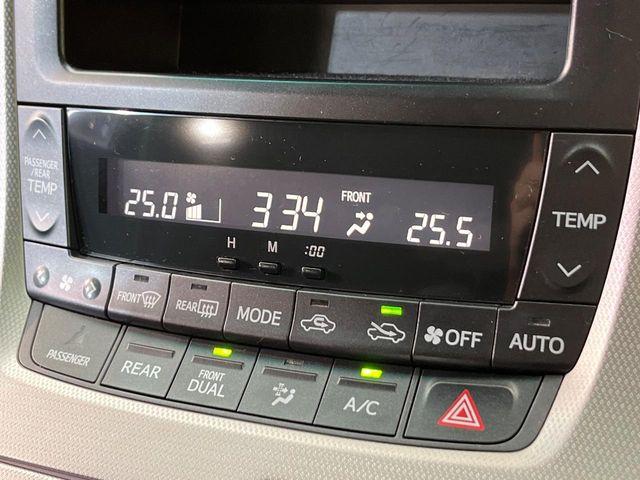 PASSENGER
/REAR
TEMP
25.0
3:34
FRONT
25.5
TEMP
H M :00
FRONT
REAR
MODE
OFF
AUTO
PASSENGER
REAR
FRONT
DUAL
A/C